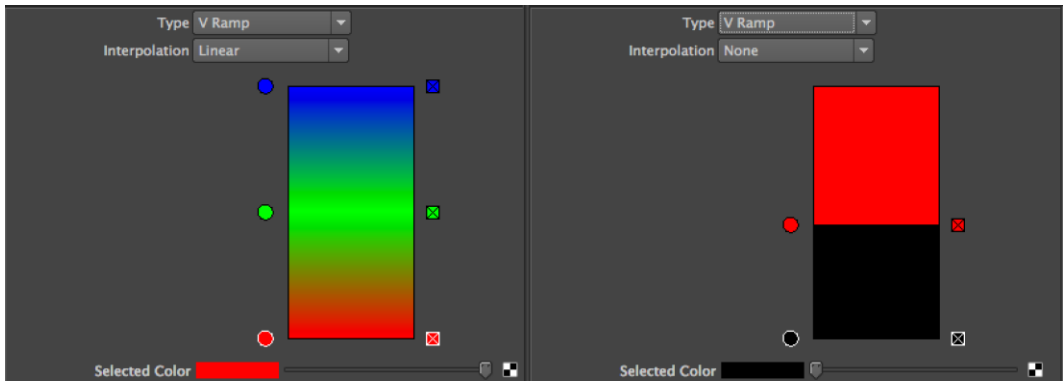 Type V Ramp
Interpolation Linear
Selected Color
Type V Ramp
Interpolation None
Selected Color